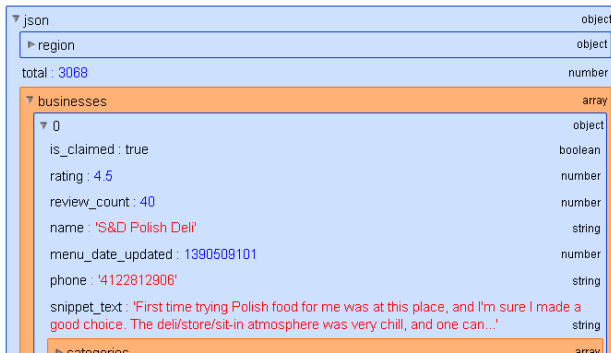 json object
region object
total : 3068 number
businesses array
0 object
is_claimed : true boolean
rating : 4.5 number
review_count : 40 number
name : 'S&D Polish Deli' string
menu_date_updated : 1390509101 number
phone : '4122812906' string
snippet_text : 'First time trying Polish food for me was at this place, and I'm sure I made a
good choice. The deli/store/sit-in atmosphere was very chill, and one can...' string
categories array